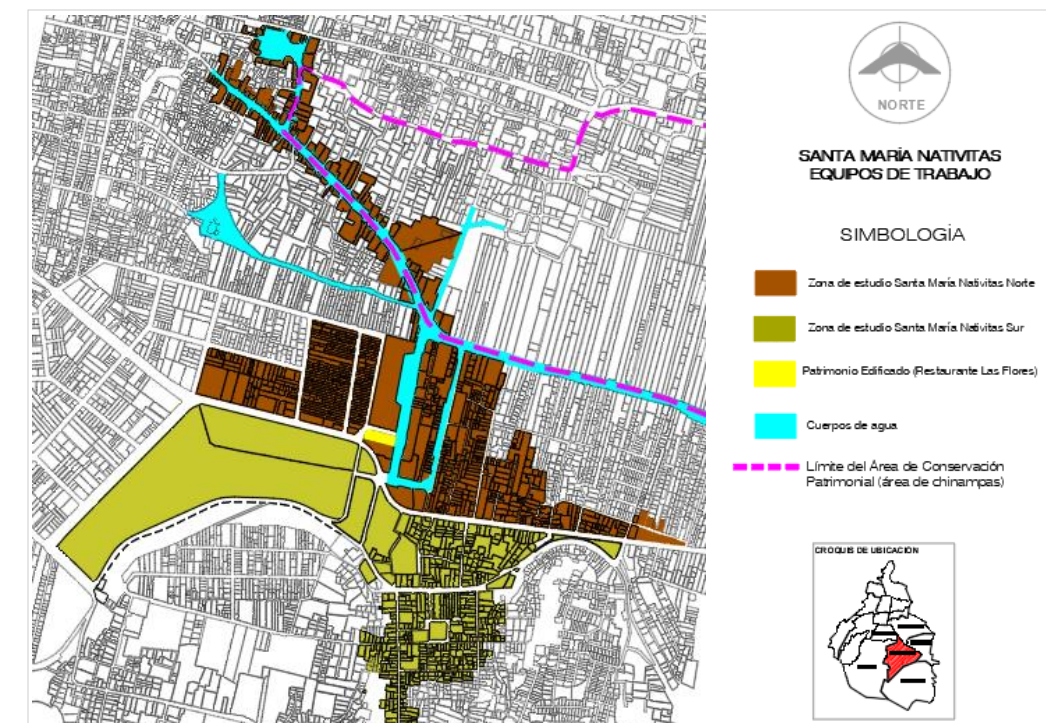 NORTE
SANTA MARÍA NATIVITAS
EQUIPOS DE TRABAJO
SIMBOLOGÍA
Zona de estudio Santa María Nativitas Norte
Zona de estudio Santa María Nativitas Sur
Patrimonio Edificado (Restaurante Las Flores)
Cuerpos de agua
Límite del Área de Conservación
Patrimonial (área de chinampas)
CROQUIS DE UBICACIÓN